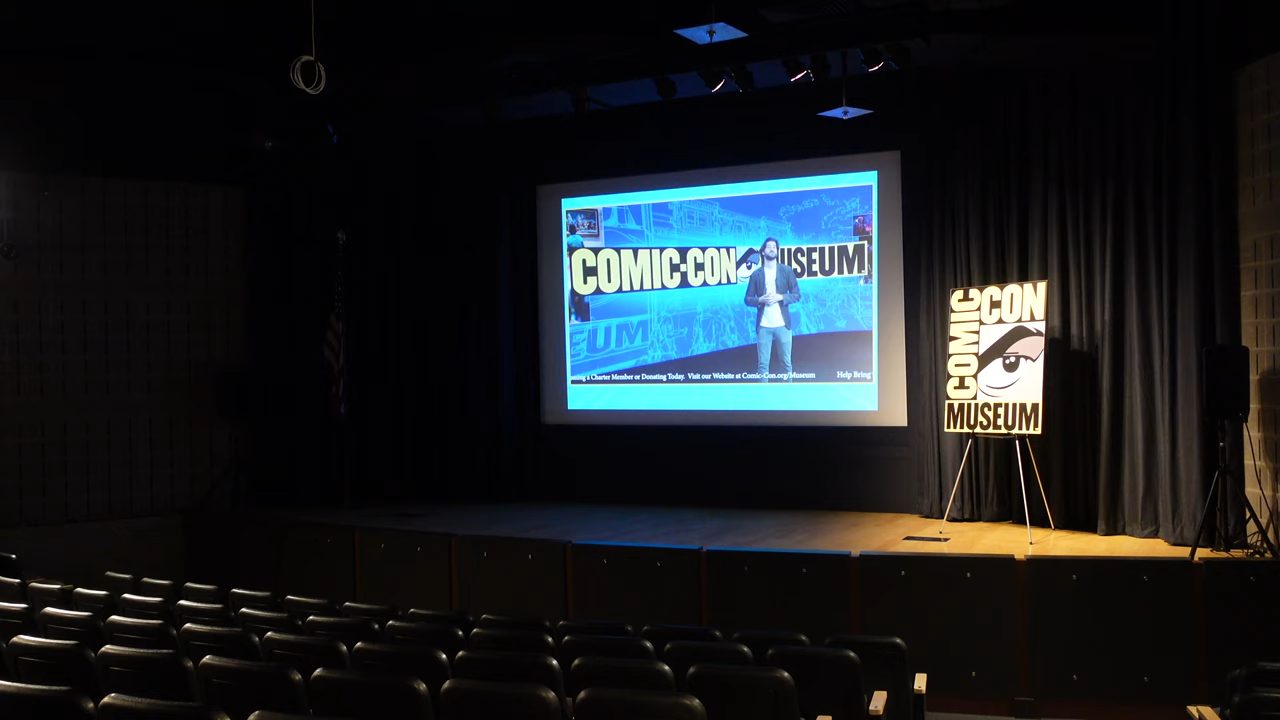 COMIC-CON MUSEUM
EUM
a Charter Member or Donating Today. Visit our Website at Comic-Con.org/Museum Help Bring
COMIC
CON
MUSEUM